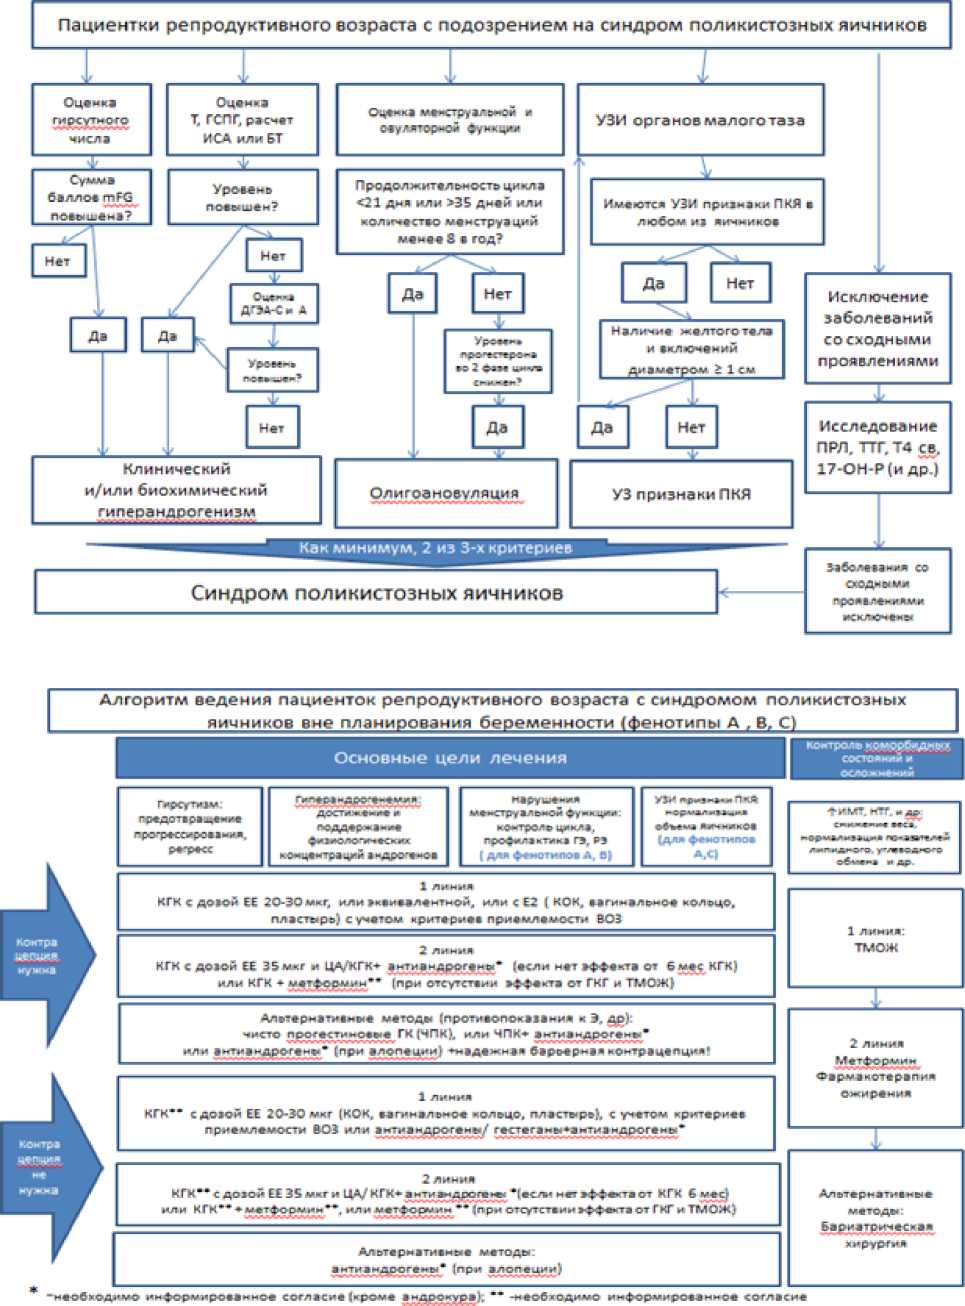 Пациентки репродуктивного возраста с подозрением на синдром поликистозных яичников
Оценка
гирсутного
числа
Оценка
Т, ГСПГ, расчет
ИСА или БТ
Оценка менструальной и
овуляторной функции
УЗИ органов малого таза
Сумма
баллов mFG
повышена?
Уровень
повышен?
Продолжительность цикла
<21 дня или >35 дней или
количество менструаций
менее 8 в год?
Имеются УЗИ признаки ПКЯ в
любом из яичников
Нет
Нет
Да
Нет
Да
Нет
Оценка
ДГЭА-С и А
Да
Да
Уровень
повышен?
Уровень
прогестерона
во 2 фазе цикла
снижен?
Наличие желтого тела
и включений
диаметром ≥ 1 см
Исключение
заболеваний
со сходными
проявлениями
Нет
Да
Да
Нет
Исследование
ПРЛ, ТТГ, Т4 св,
17-ОН-Р (и др.)
Клинический
и/или биохимический
гиперандрогенизм
Олигоановуляция
УЗ признаки ПКЯ
Как минимум, 2 из 3-х критериев
Синдром поликистозных яичников
Заболевания со
сходными
проявлениями
исключены
Алгоритм ведения пациенток репродуктивного возраста с синдромом поликистозных
яичников вне планирования беременности (фенотипы А , В, С)
Основные цели лечения
Контроль коморбидных
состояний и
осложнений
Гирсутизм:
предотвращение
прогрессирования,
регресс
Гиперандрогенемия:
достижение и
поддержание
физиологических
концентраций андрогенов
Нарушения
менструальной функции:
контроль цикла,
профилактика ГЭ, РЭ
( для фенотипов А, В)
УЗИ признаки ПКЯ:
нормализация
объема яичников
(для фенотипов
А,С)
↑ИМТ, НТГ, и др:
снижение веса,
нормализация показателей
липидного, углеводного
обмена и др.
Контра
цепция
нужна
1 линия
КГК с дозой ЕЕ 20-30 мкг, или эквивалентной, или с Е2 ( КОК, вагинальное кольцо,
пластырь) с учетом критериев приемлемости ВОЗ
2 линия
КГК с дозой ЕЕ 35 мкг и ЦА/КГК+ антиандрогены* (если нет эффекта от 6 мес КГК)
или КГК + метформин** (при отсутствии эффекта от ГКГ и ТМОЖ)
Альтернативные методы (противопоказания к Э, др):
чисто прогестиновые ГК (ЧПК), или ЧПК+ антиандрогены*
или антиандрогены* (при алопеции) +надежная барьерная контрацепция!
1 линия:
ТМОЖ
2 линия
Метформин
Фармакотерапия
ожирения
Контра
цепция
не
нужна
1 линия
КГК** с дозой ЕЕ 20-30 мкг (КОК, вагинальное кольцо, пластырь), с учетом критериев
приемлемости ВОЗ или антиандрогены/ гестагены+антиандрогены*
2 линия
КГК** с дозой ЕЕ 35 мкг и ЦА/ КГК+ антиандрогены *(если нет эффекта от КГК 6 мес)
или КГК** + метформин**, или метформин ** (при отсутствии эффекта от ГКГ и ТМОЖ)
Альтернативные методы:
антиандрогены* (при алопеции)
Альтернативные
методы:
Бариатрическая
хирургия
* -необходимо информированное согласие (кроме андрокура); ** -необходимо информированное согласие